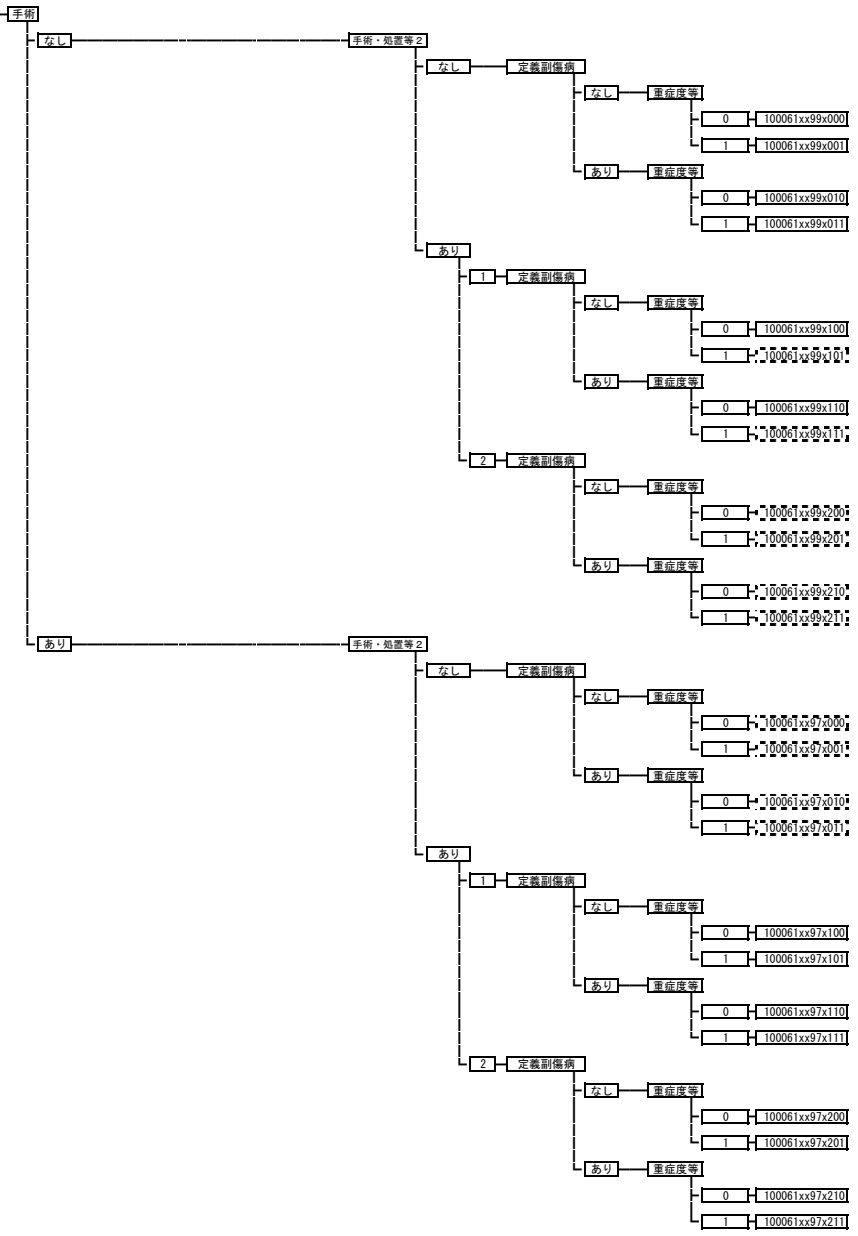 手術
なし 手術・処置等2
なし 定義副傷病
なし 重症度等
0 100061xx99x000
1 100061xx99x001
あり 重症度等
0 100061xx99x010
1 100061xx99x011
あり
1 定義副傷病
なし 重症度等
0 100061xx99x100
1 100061xx99x101
あり 重症度等
0 100061xx99x110
1 100061xx99x111
2 定義副傷病
なし 重症度等
0 100061xx99x200
1 100061xx99x201
あり 重症度等
0 100061xx99x210
1 100061xx99x211
あり 手術・処置等2
なし 定義副傷病
なし 重症度等
0 100061xx97x000
1 100061xx97x001
あり 重症度等
0 100061xx97x010
1 100061xx97x011
あり
1 定義副傷病
なし 重症度等
0 100061xx97x100
1 100061xx97x101
あり 重症度等
0 100061xx97x110
1 100061xx97x111
2 定義副傷病
なし 重症度等
0 100061xx97x200
1 100061xx97x201
あり 重症度等
0 100061xx97x210
1 100061xx97x211